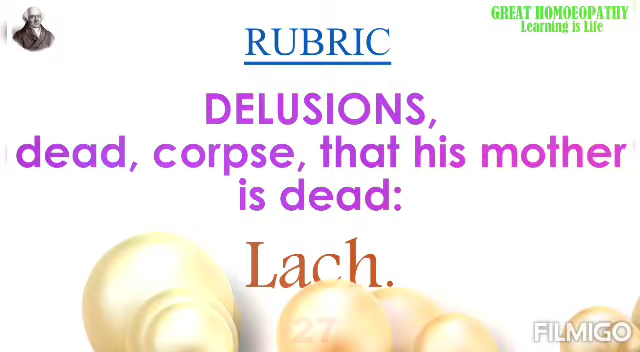 GREAT HOMOEOPATHY
Learning is Life
RUBRIC
DELUSIONS,
dead, corpse, that his mother
is dead:
Lach.
27
FILMIGO